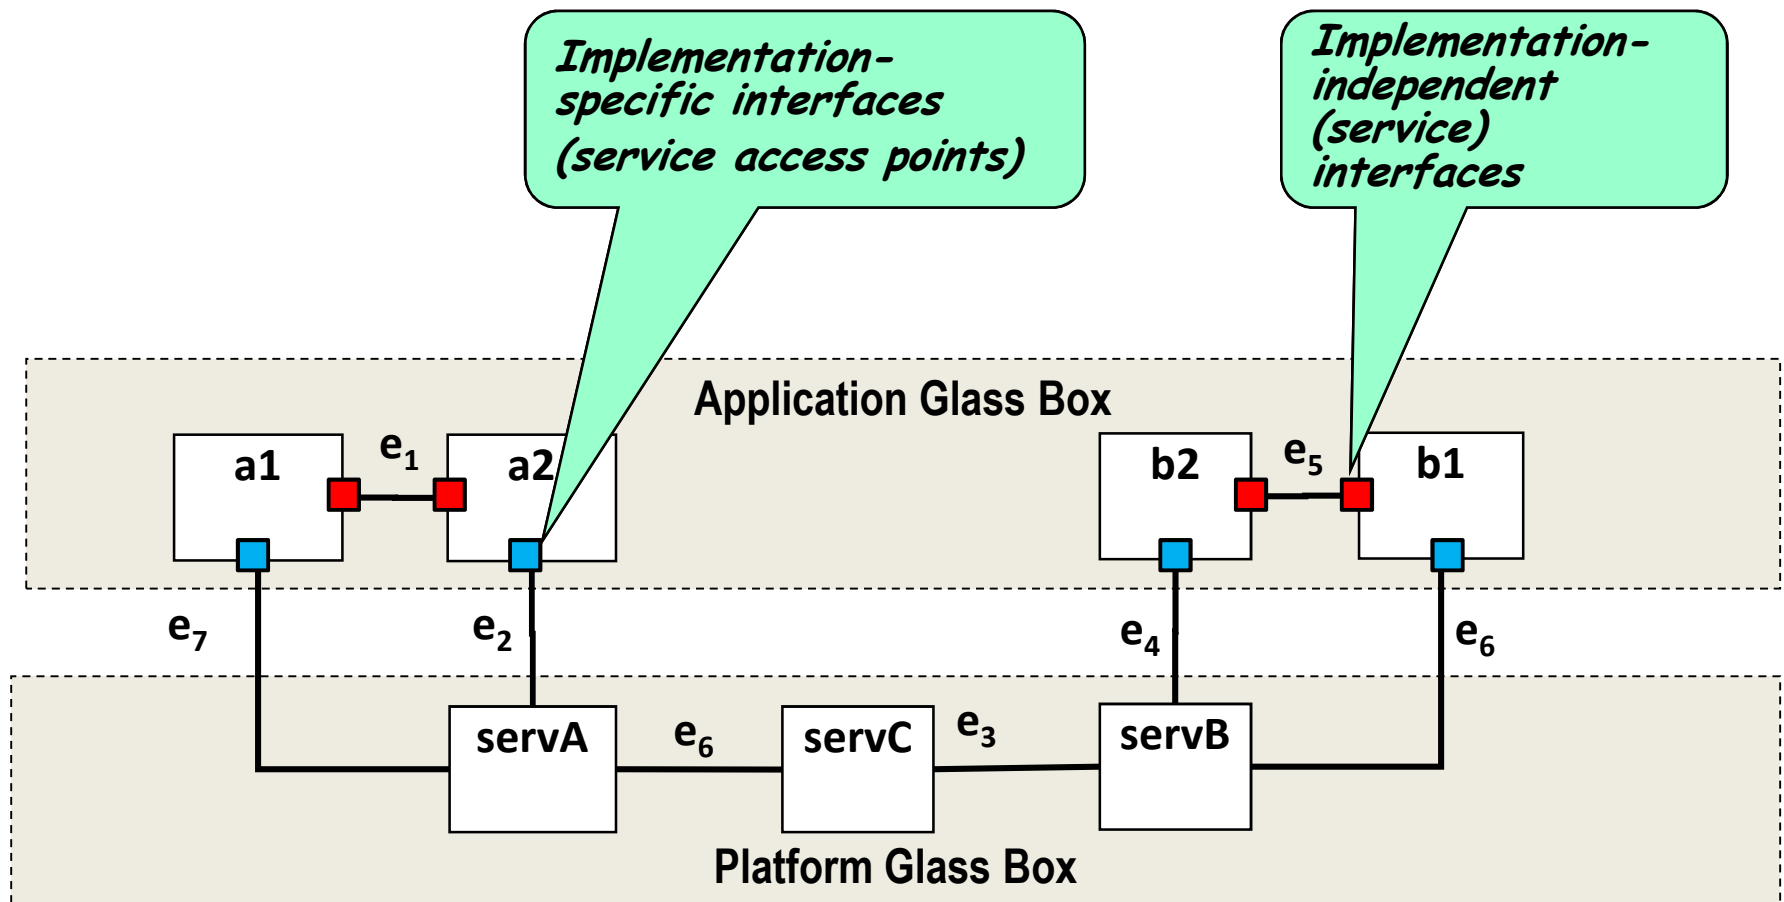 Implementation-
specific interfaces
(service access points)
Implementation-
independent
(service)
interfaces
Application Glass Box
a1
e1
a2
b2
e5
b1
e7
e2
e4
e6
servA
e6
servC
e3
servB
Platform Glass Box